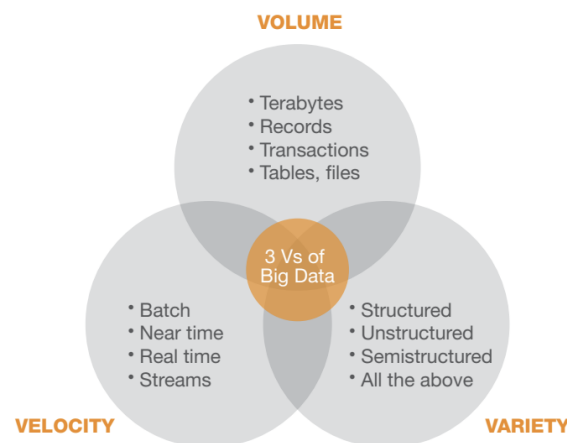 VOLUME
• Terabytes
• Records
• Transactions
• Tables, files
3 Vs of
Big Data
• Batch
• Near time
• Real time
• Streams
• Structured
• Unstructured
• Semistructured
• All the above
VELOCITY
VARIETY